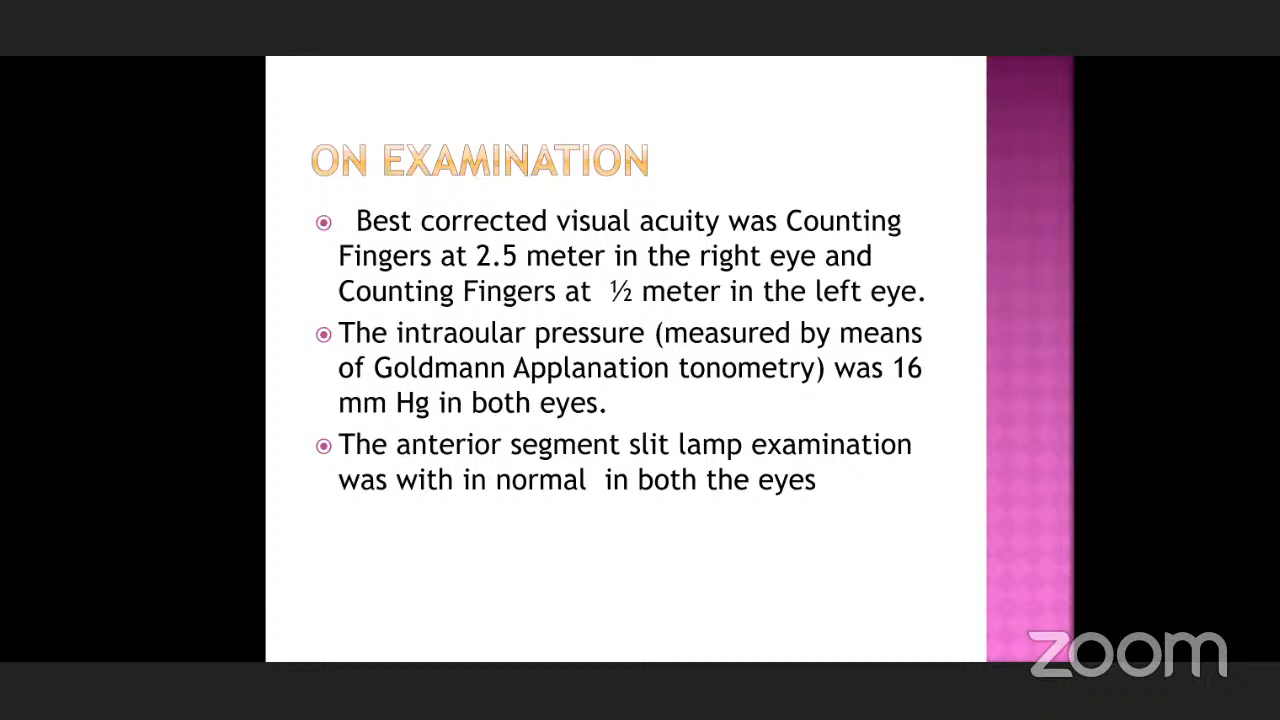 ON EXAMINATION
Best corrected visual acuity was Counting
Fingers at 2.5 meter in the right eye and
Counting Fingers at ½ meter in the left eye.
The intraoular pressure (measured by means
of Goldmann Applanation tonometry) was 16
mm Hg in both eyes.
The anterior segment slit lamp examination
was with in normal in both the eyes
zoom